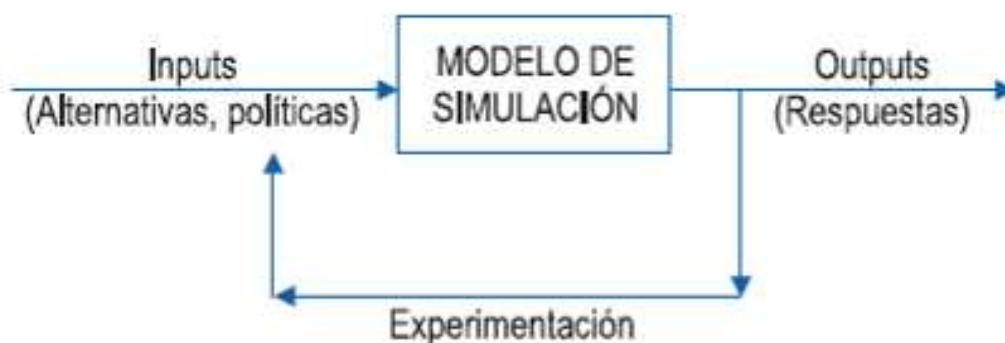 Inputs
(Alternativas, políticas)
MODELO DE
SIMULACIÓN
Outputs
(Respuestas)
Experimentación